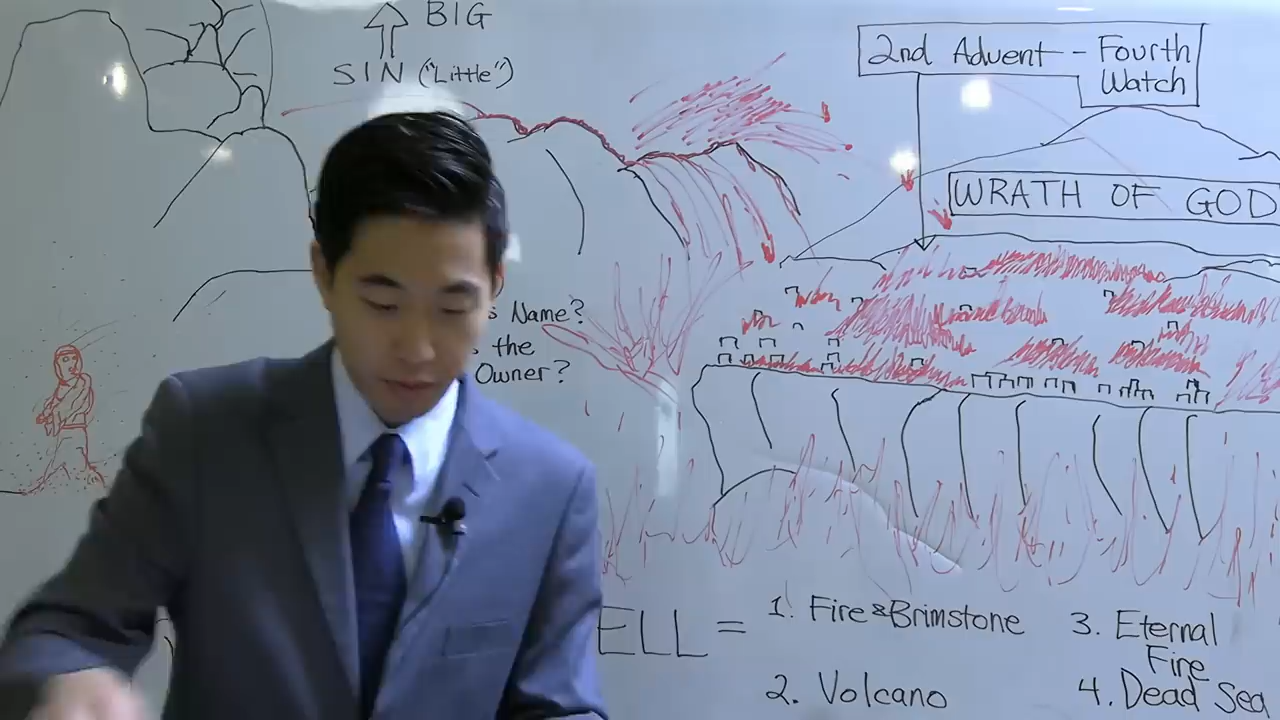 BIG
SIN ("Little")
2nd Advent - Fourth
Watch
WRATH OF GOD
Name?
the
Owner?
ELL =
1. Fire & Brimstone
2. Volcano
3. Eternal
Fire
4. Dead Sea